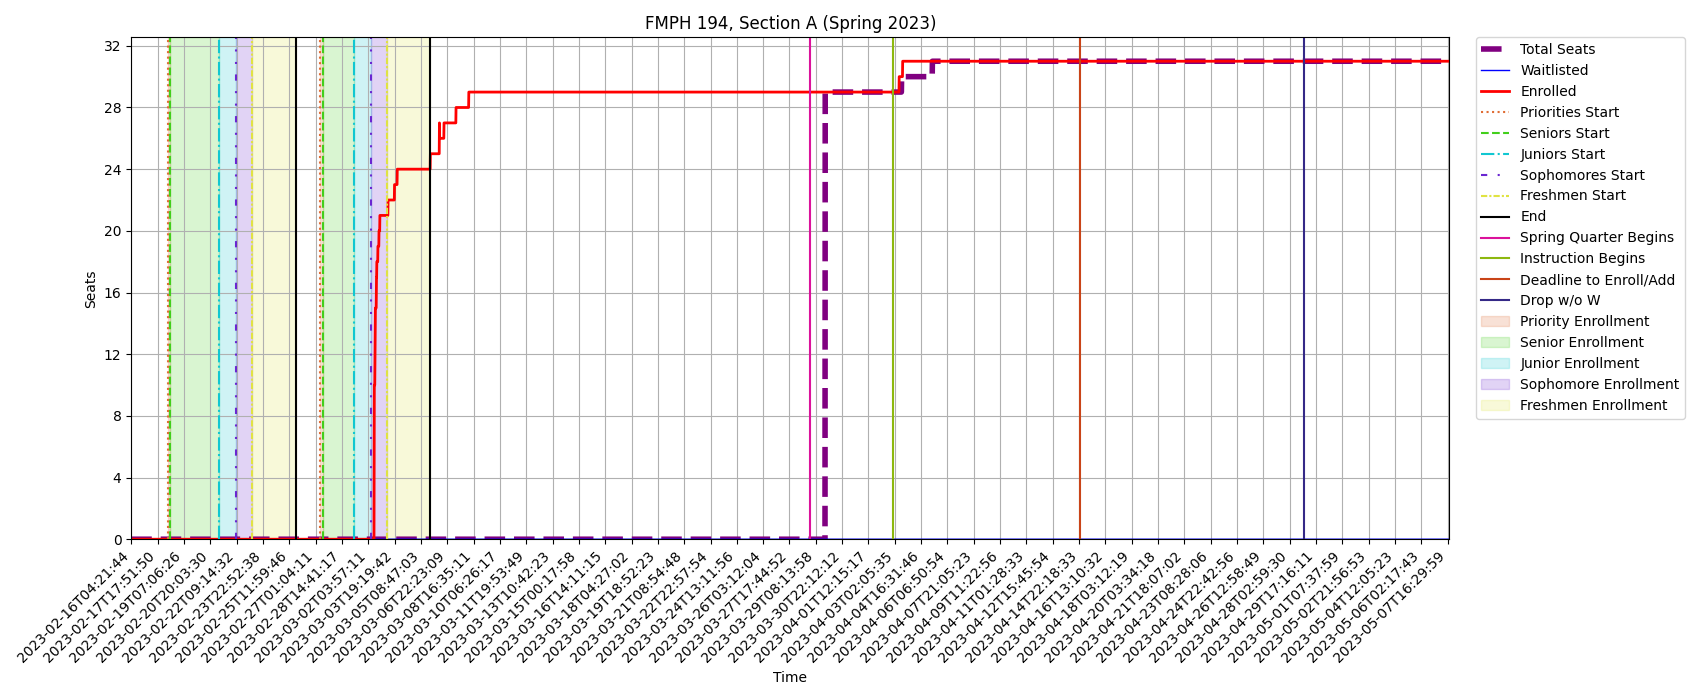 FMPH 194, Section A (Spring 2023)
Seats
32
28
24
20
16
12
8
4
0
2023-02-16T04:21:44
2023-02-17T17:51:50
2023-02-19T07:06:26
2023-02-20T20:03:30
2023-02-22T09:14:32
2023-02-23T22:52:38
2023-02-25T11:59:46
2023-02-27T01:04:11
2023-02-28T14:41:17
2023-03-02T03:57:11
2023-03-03T19:19:42
2023-03-05T08:47:03
2023-03-06T22:23:09
2023-03-08T16:35:11
2023-03-10T06:26:17
2023-03-11T19:53:49
2023-03-13T10:42:23
2023-03-15T00:17:58
2023-03-16T14:11:15
2023-03-18T04:27:02
2023-03-19T18:52:23
2023-03-21T08:54:48
2023-03-22T22:57:54
2023-03-24T13:11:56
2023-03-26T03:12:04
2023-03-27T17:44:52
2023-03-29T08:13:58
2023-03-30T22:12:12
2023-04-01T12:15:17
2023-04-03T02:05:35
2023-04-04T16:31:46
2023-04-06T06:50:54
2023-04-07T21:05:23
2023-04-09T11:22:56
2023-04-11T01:28:33
2023-04-12T15:45:54
2023-04-14T22:18:33
2023-04-16T13:10:32
2023-04-18T03:12:19
2023-04-20T03:34:18
2023-04-21T18:07:02
2023-04-23T08:28:06
2023-04-24T22:42:56
2023-04-26T12:58:49
2023-04-28T02:59:30
2023-04-29T17:16:11
2023-05-01T07:37:59
2023-05-02T21:56:53
2023-05-04T12:05:23
2023-05-06T02:17:43
2023-05-07T16:29:59
Time
Total Seats
Waitlisted
Enrolled
Priorities Start
Seniors Start
Juniors Start
Sophomores Start
Freshmen Start
End
Spring Quarter Begins
Instruction Begins
Deadline to Enroll/Add
Drop w/o W
Priority Enrollment
Senior Enrollment
Junior Enrollment
Sophomore Enrollment
Freshmen Enrollment